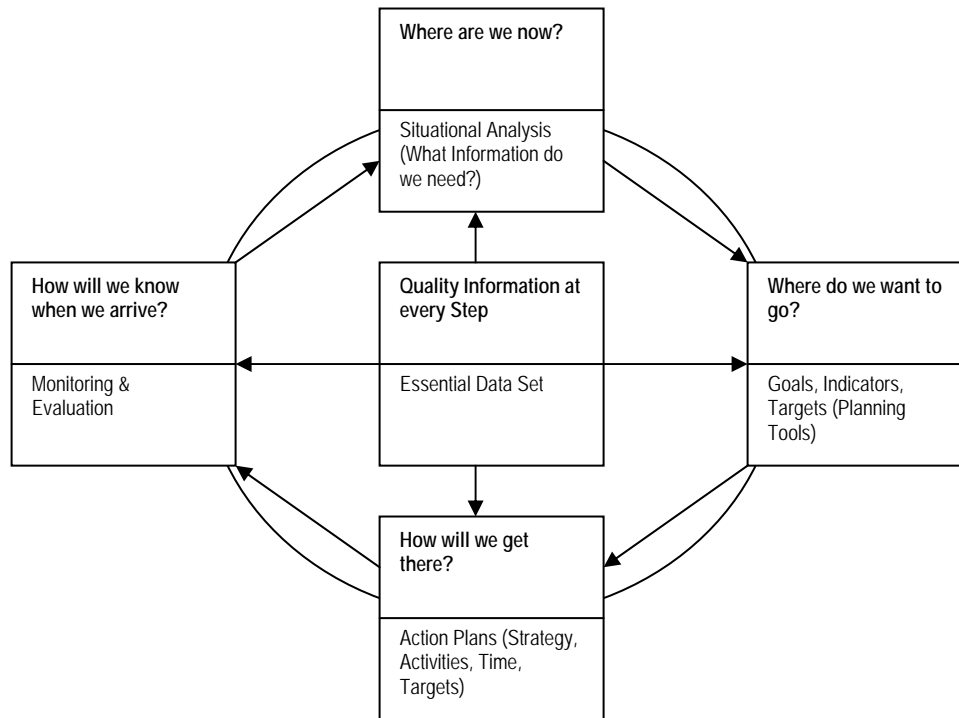 Where are we now?
Situational Analysis
(What Information do
we need?)
How will we know
when we arrive?
Monitoring &
Evaluation
Quality Information at
every Step
Essential Data Set
Where do we want to
go?
Goals, Indicators,
Targets (Planning
Tools)
How will we get
there?
Action Plans (Strategy,
Activities, Time,
Targets)